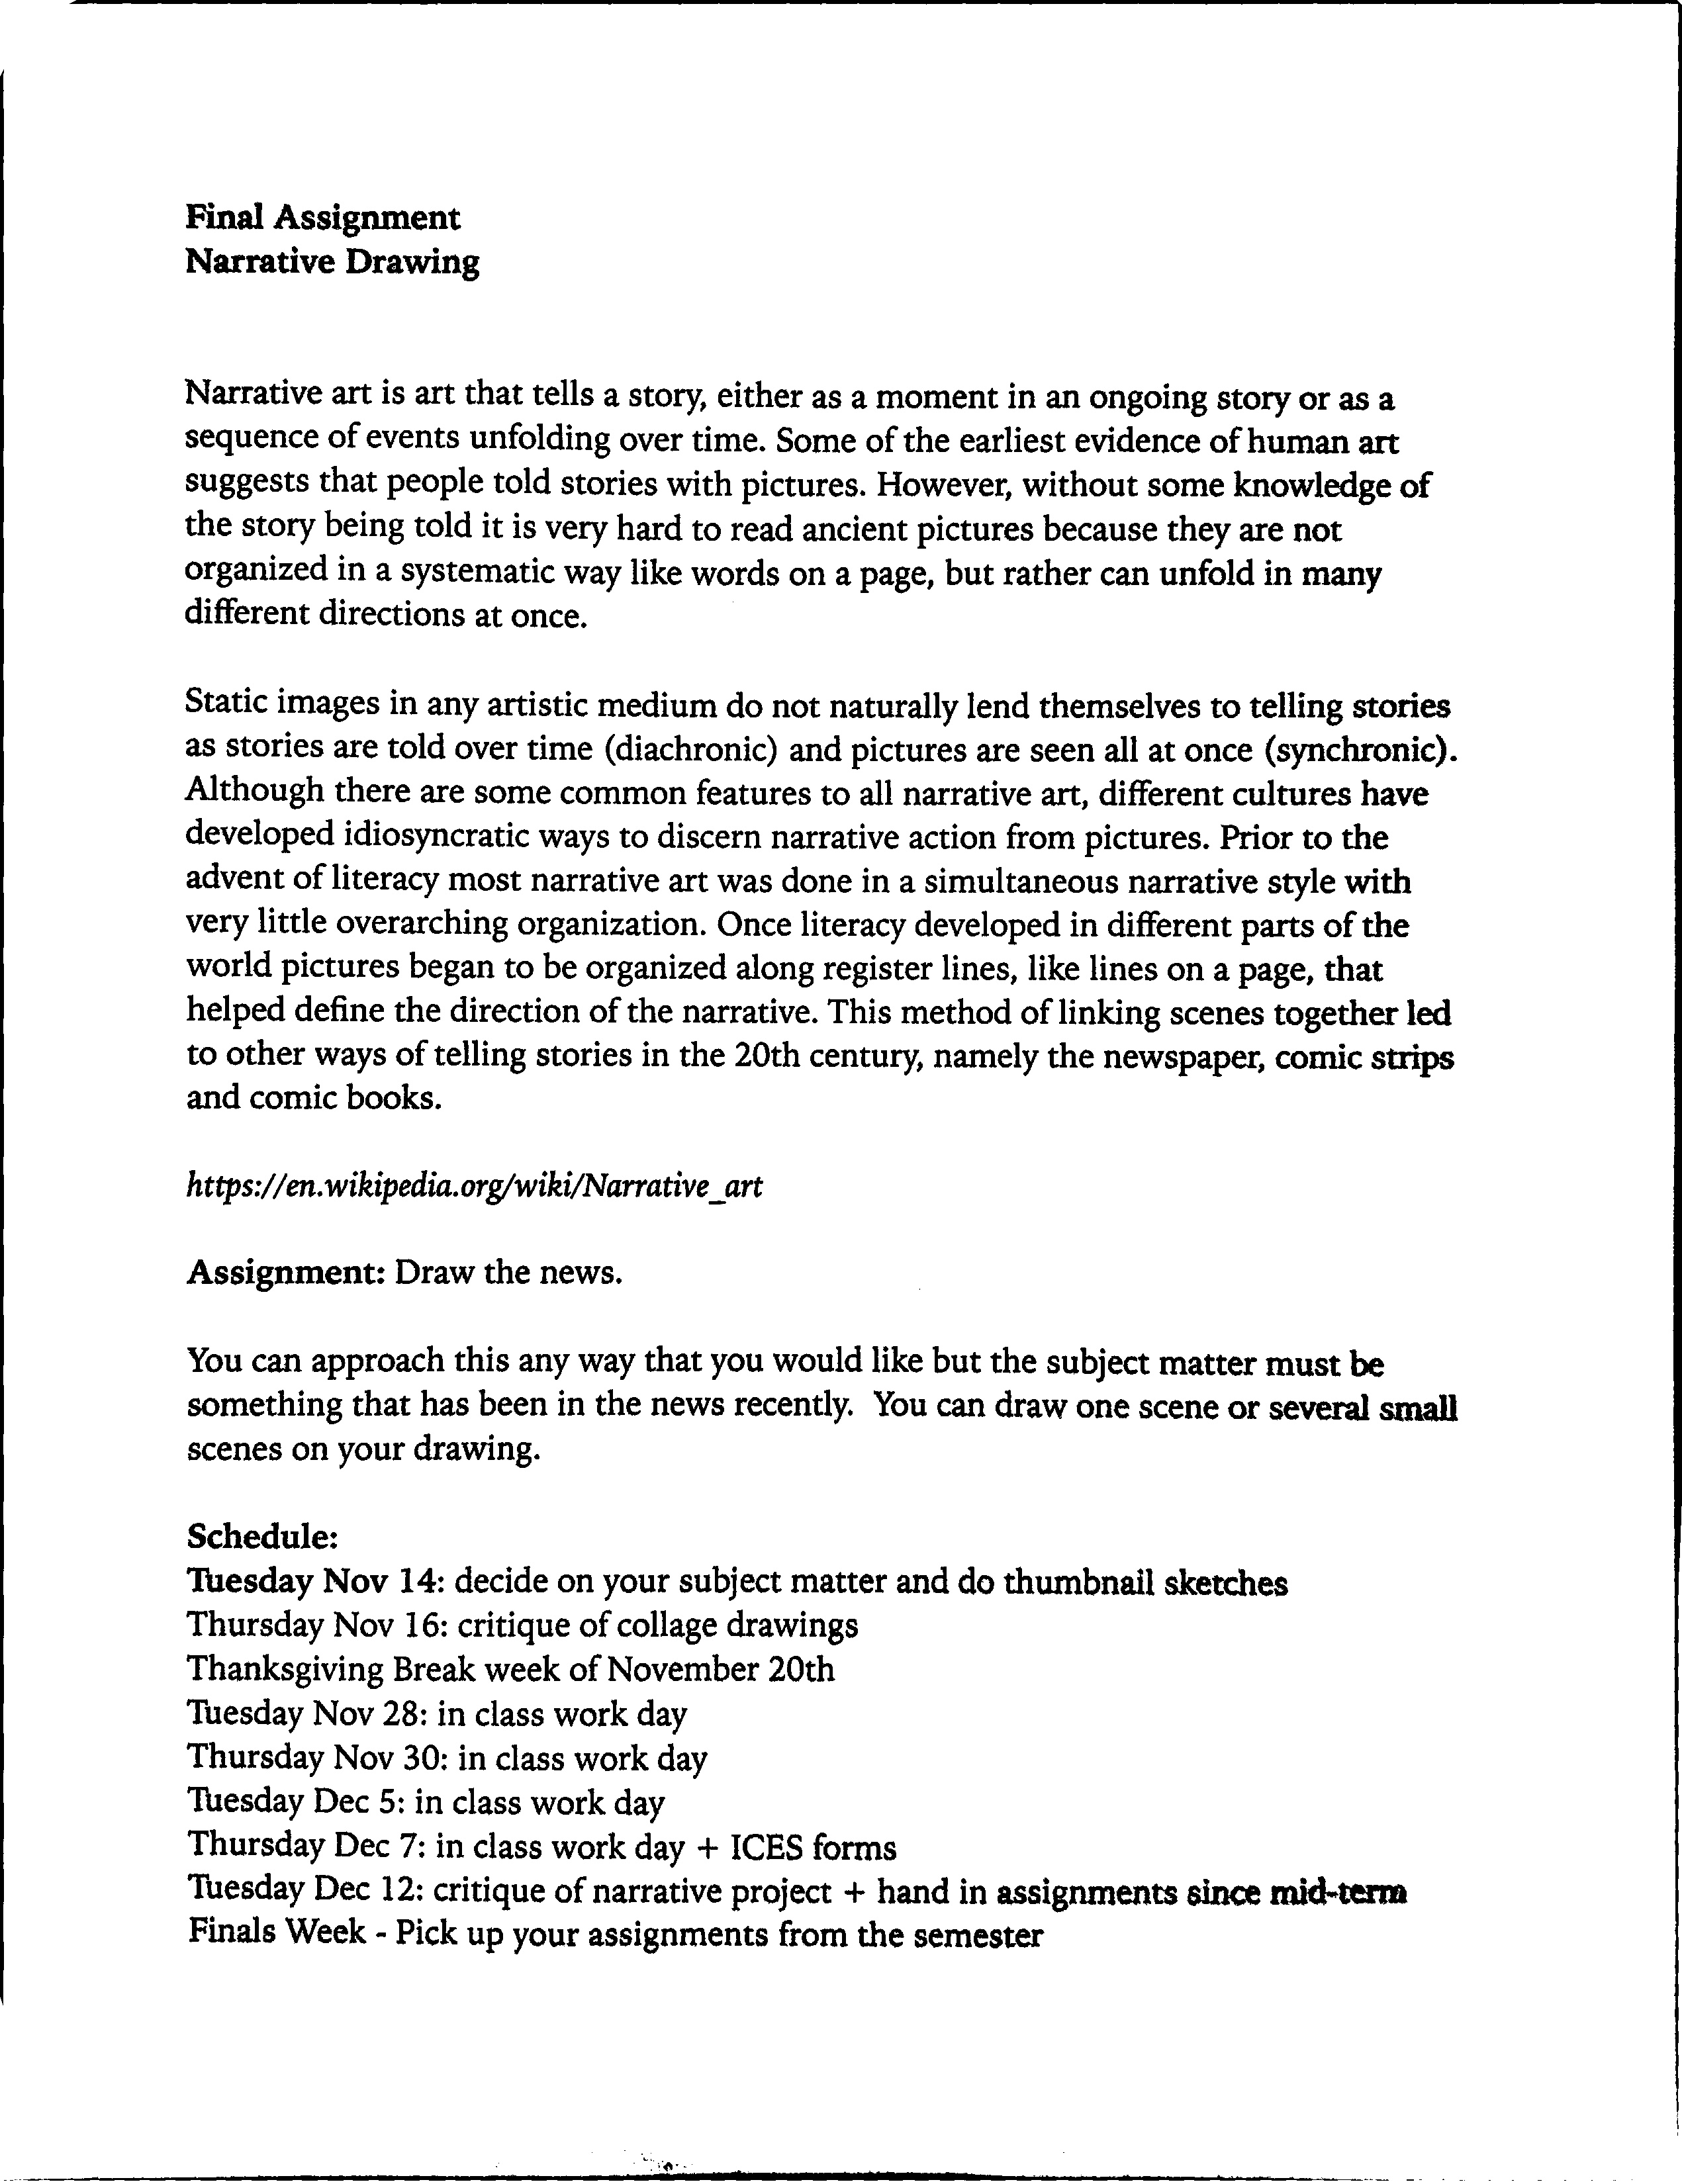 Final Assignment
Narrative Drawing
Narrative art is art that tells a story, either as a moment in an ongoing story or as a
sequence of events unfolding over time. Some of the earliest evidence of human art
suggests that people told stories with pictures. However, without some knowledge of
the story being told it is very hard to read ancient pictures because they are not
organized in a systematic way like words on a page, but rather can unfold in many
different directions at once.
Static images in any artistic medium do not naturally lend themselves to telling stories
as stories are told over time (diachronic) and pictures are seen all at once (synchronic).
Although there are some common features to all narrative art, different cultures have
developed idiosyncratic ways to discern narrative action from pictures. Prior to the
advent of literacy most narrative art was done in a simultaneous narrative style with
very little overarching organization. Once literacy developed in different parts of the
world pictures began to be organized along register lines, like lines on a page, that
helped define the direction of the narrative. This method of linking scenes together led
to other ways of telling stories in the 20th century, namely the newspaper, comic strips
and comic books.
https://en.wikipedia.org/wiki/Narrative_art
Assignment: Draw the news.
You can approach this any way that you would like but the subject matter must be
something that has been in the news recently.  You can draw one scene or several small
scenes on your drawing.
Schedule:
Tuesday Nov 14: decide on your subject matter and do thumbnail sketches
Thursday Nov 16: critique of collage drawings
Thanksgiving Break week of November 20th
Tuesday Nov 28: in class work day
Thursday Nov 30: in class work day
Tuesday Dec 5: in class work day
Thursday Dec 7: in class work day + ICES forms
Tuesday Dec 12: critique of narrative project + hand in assignments since mid-term
Finals Week - Pick up your assignments from the semester